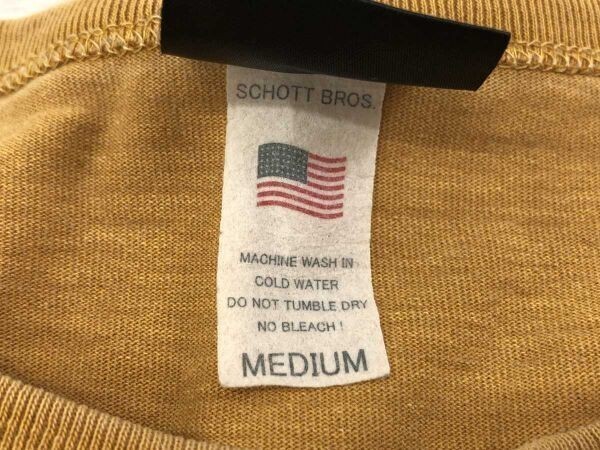 SCHOTT BROS.
MACHINE WASH IN
COLD WATER
DO NOT TUMBLE DRY
NO BLEACH !
MEDIUM